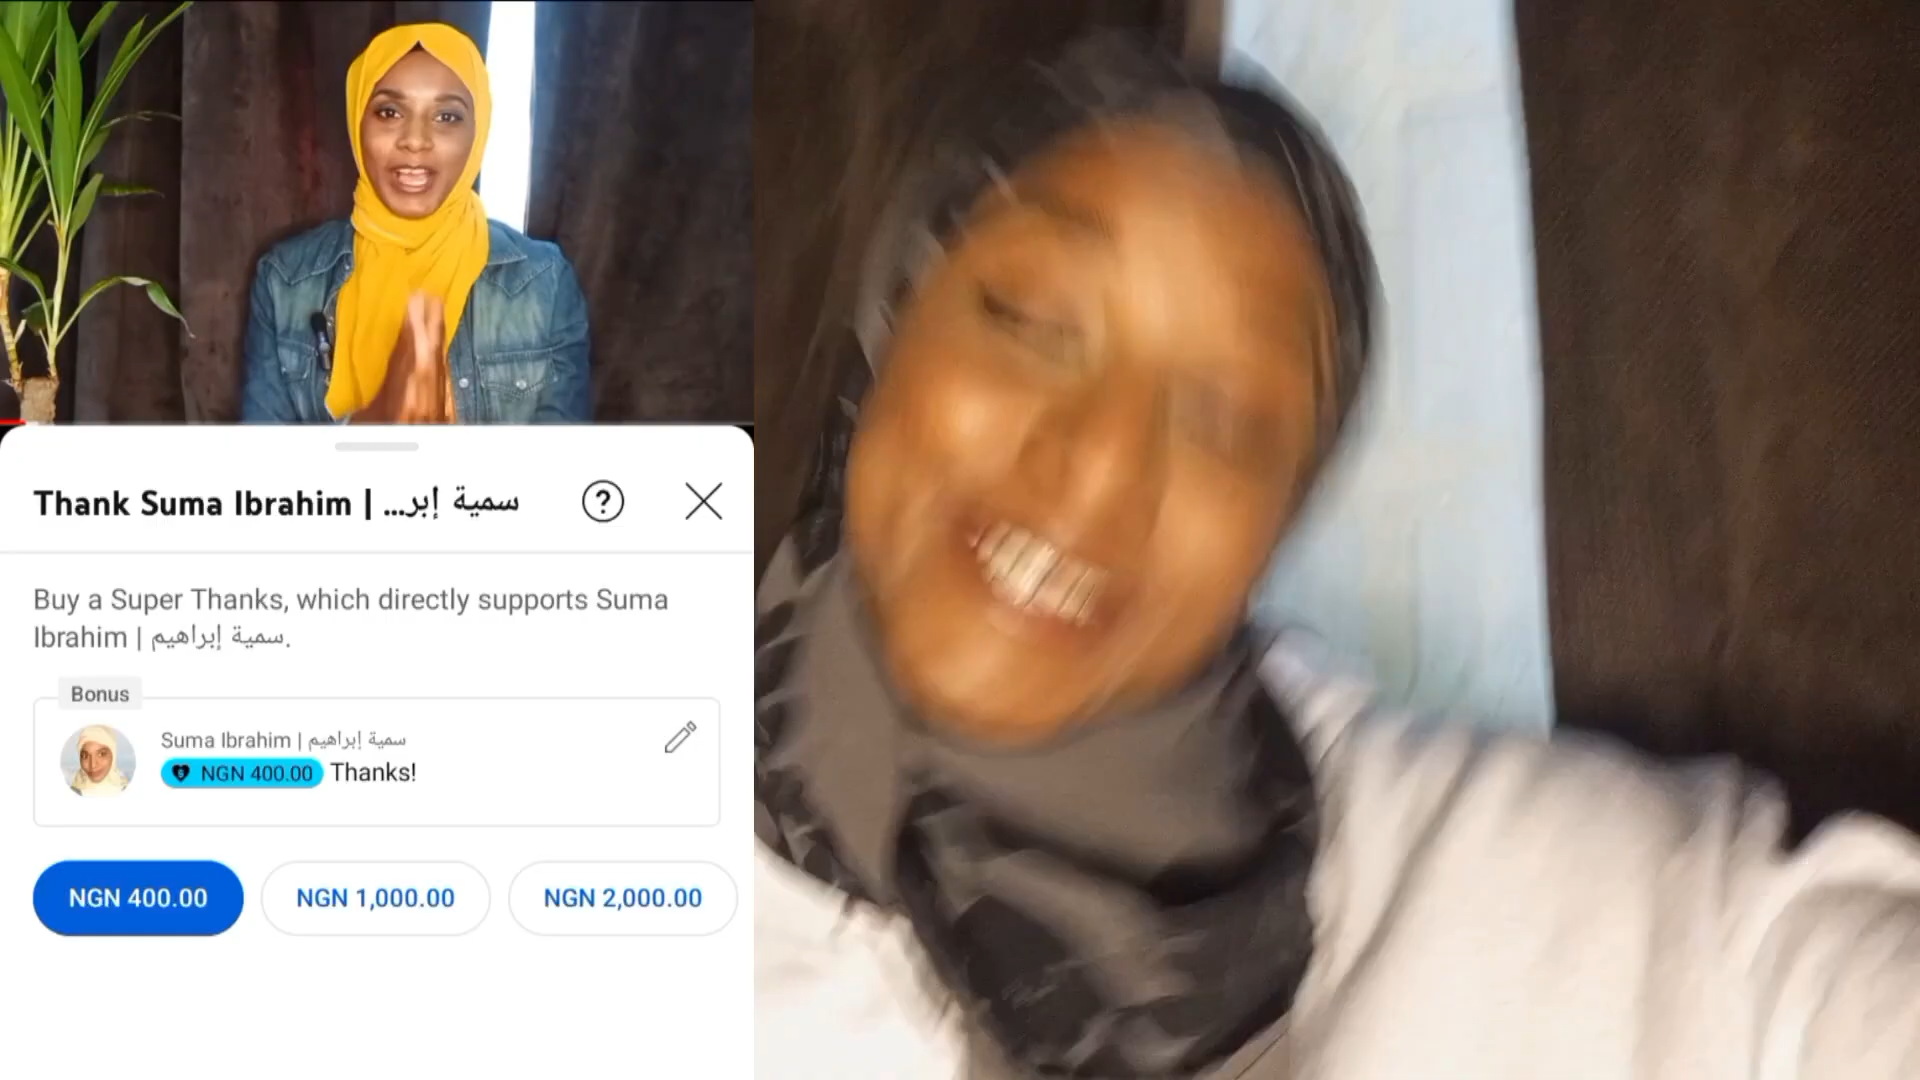 Thank Suma Ibrahim | سمية إبر...
Buy a Super Thanks, which directly supports Suma
Ibrahim | سمية إبراهيم.
Bonus
Suma Ibrahim | سمية إبراهيم
NGN 400.00 Thanks!
NGN 400.00 NGN 1,000.00 NGN 2,000.00